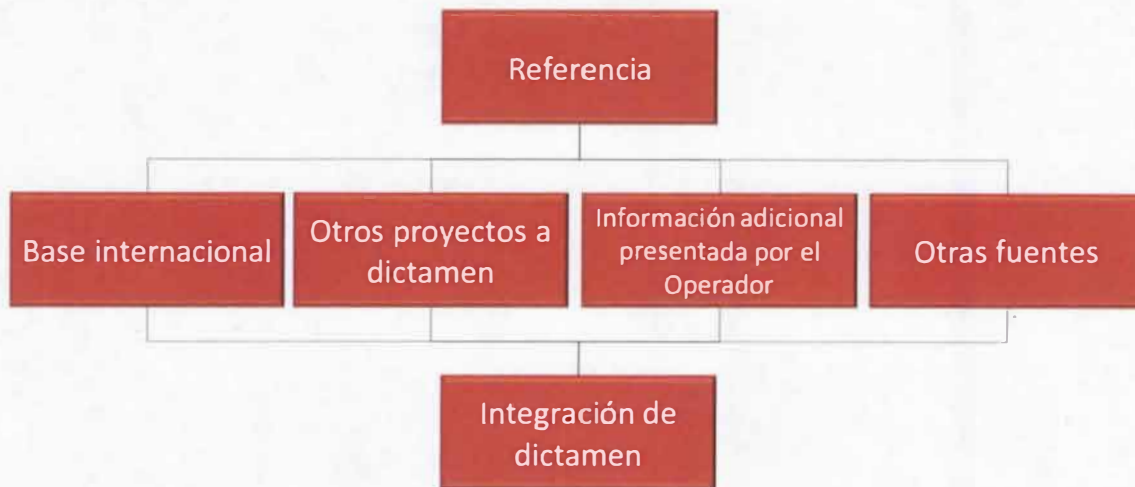 Referencia
Base internacional
Otros proyectos a
dictamen
Información adicional
presentada por el
Operador
Otras fuentes
Integración de
dictamen